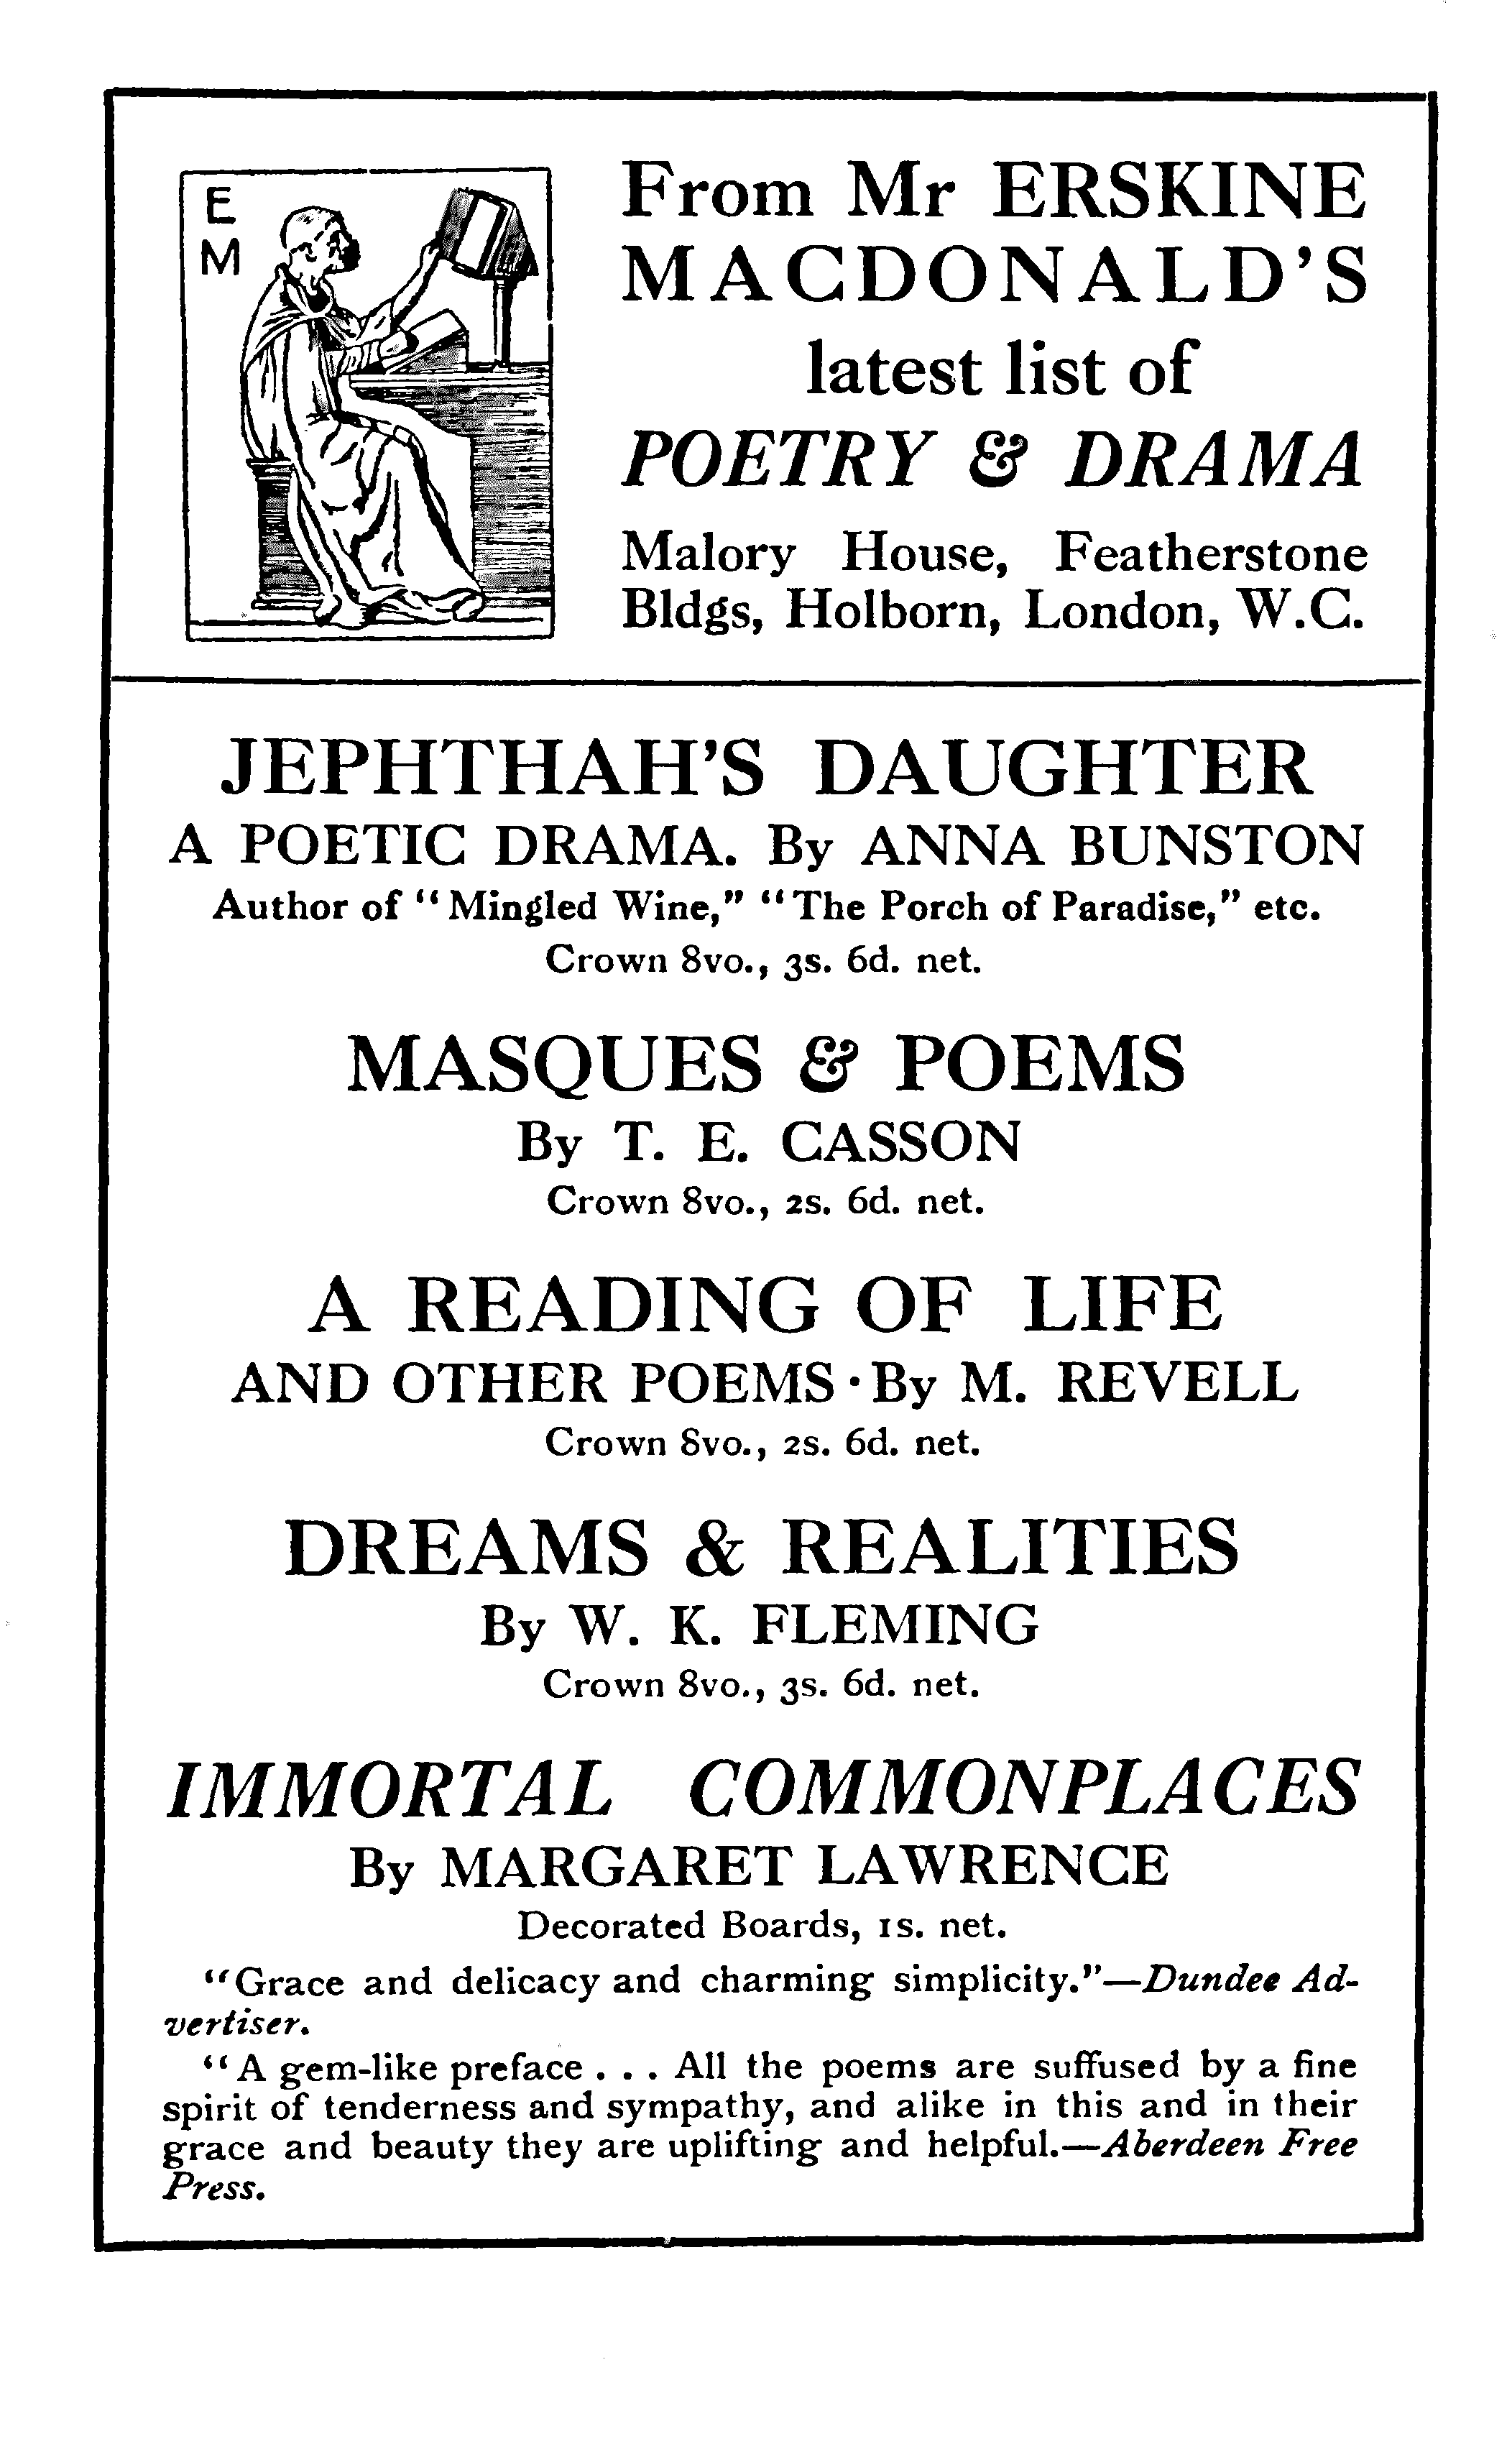 E
M
From Mr ERSKINE
MACDONALD'S
latest list of
POETRY & DRAMA
Malory House, Featherstone
Bldgs, Holborn, London, W.C.
JEPHTHAH'S DAUGHTER
A POETIC DRAMA. By ANNA BUNSTON
Author of "Mingled Wine," "The Porch of Paradise," etc.
Crown 8vo., 3s. 6d. net.
MASQUES & POEMS
By T. E. CASSON
Crown 8vo., 2s. 6d. net.
A READING OF LIFE
AND OTHER POEMS · By M. REVELL
Crown 8vo., 2s. 6d. net.
DREAMS & REALITIES
By W. K. FLEMING
Crown 8vo., 3s. 6d. net.
IMMORTAL COMMONPLACES
By MARGARET LAWRENCE
Decorated Boards, 1s. net.
"Grace and delicacy and charming simplicity."—Dundee Ad-
vertiser.
"A gem-like preface . . . All the poems are suffused by a fine
spirit of tenderness and sympathy, and alike in this and in their
grace and beauty they are uplifting and helpful.—Aberdeen Free
Press.